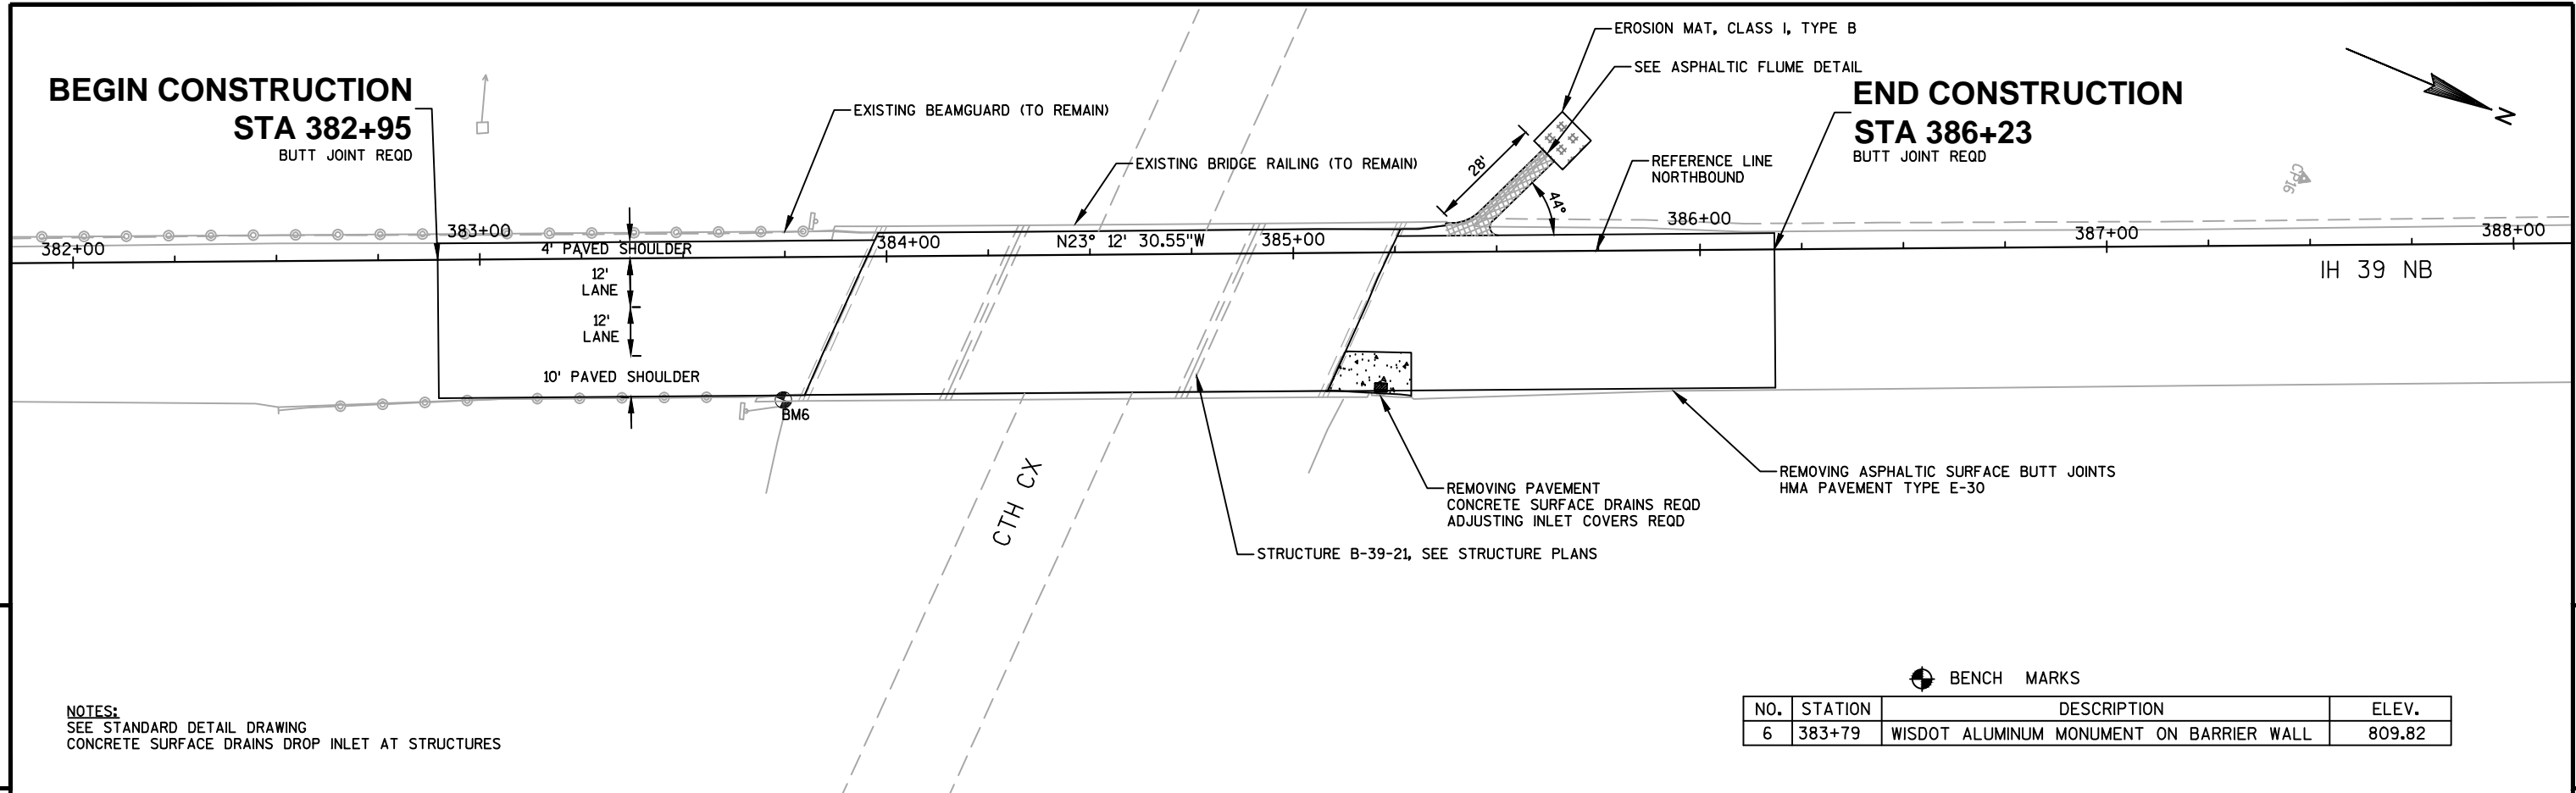 EROSION MAT, CLASS I, TYPE B
SEE ASPHALTIC FLUME DETAIL
BEGIN CONSTRUCTION
STA 382+95
BUTT JOINT REQD
EXISTING BEAMGUARD (TO REMAIN)
END CONSTRUCTION
STA 386+23
BUTT JOINT REQD
N
EXISTING BRIDGE RAILING (TO REMAIN)
28'
44°
REFERENCE LINE
NORTHBOUND
CP16
382+00
383+00
384+00
N23° 12' 30.55"W
385+00
386+00
387+00
388+00
4' PAVED SHOULDER
12'
LANE
12'
LANE
10' PAVED SHOULDER
IH 39 NB
BM6
CTH CX
REMOVING PAVEMENT
CONCRETE SURFACE DRAINS REQD
ADJUSTING INLET COVERS REQD
REMOVING ASPHALTIC SURFACE BUTT JOINTS
HMA PAVEMENT TYPE E-30
STRUCTURE B-39-21, SEE STRUCTURE PLANS
NOTES:
SEE STANDARD DETAIL DRAWING
CONCRETE SURFACE DRAINS DROP INLET AT STRUCTURES
BENCH MARKS
NO. STATION DESCRIPTION ELEV.
6 383+79 WISDOT ALUMINUM MONUMENT ON BARRIER WALL 809.82